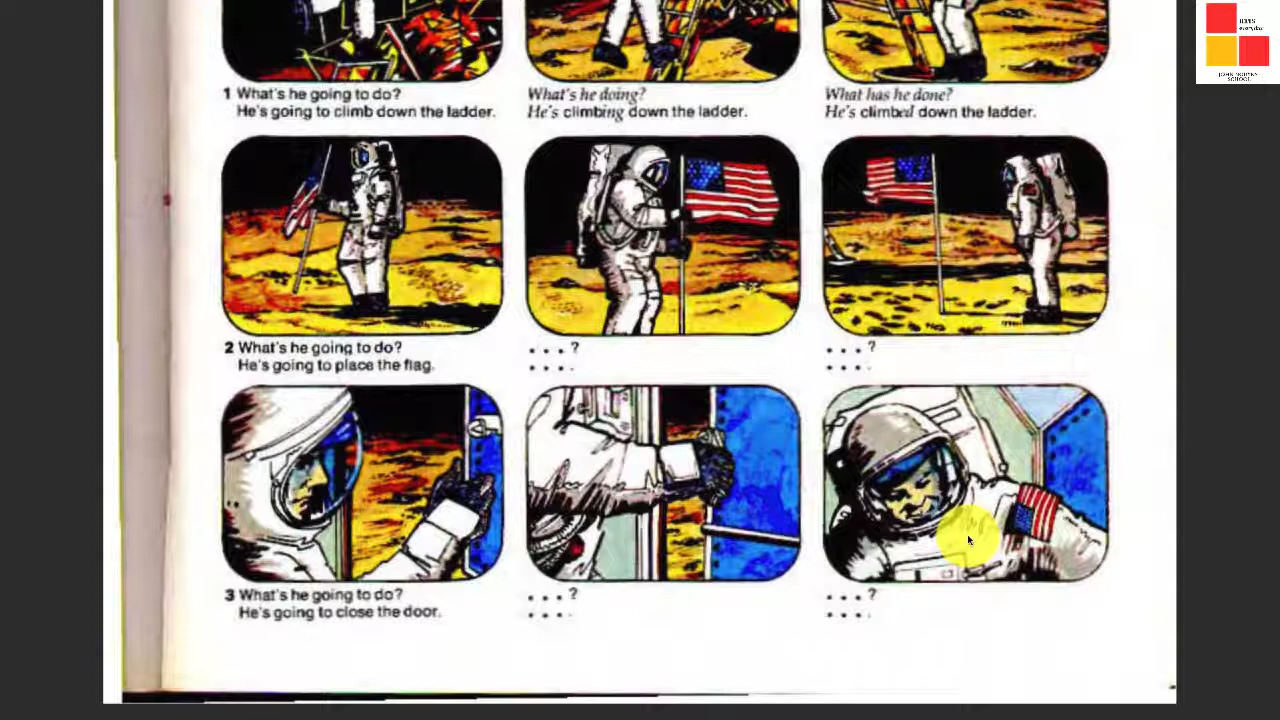 1 What's he going to do?
He's going to climb down the ladder.
What's he doing?
He's climbing down the ladder.
What has he done?
He's climbed down the ladder.
2 What's he going to do?
He's going to place the flag.
. . . . ?
. . . . .
. . . . ?
. . . . .
3 What's he going to do?
He's going to close the door.
. . . . ?
. . . . .
. . . . ?
. . . . .
SCHOOL